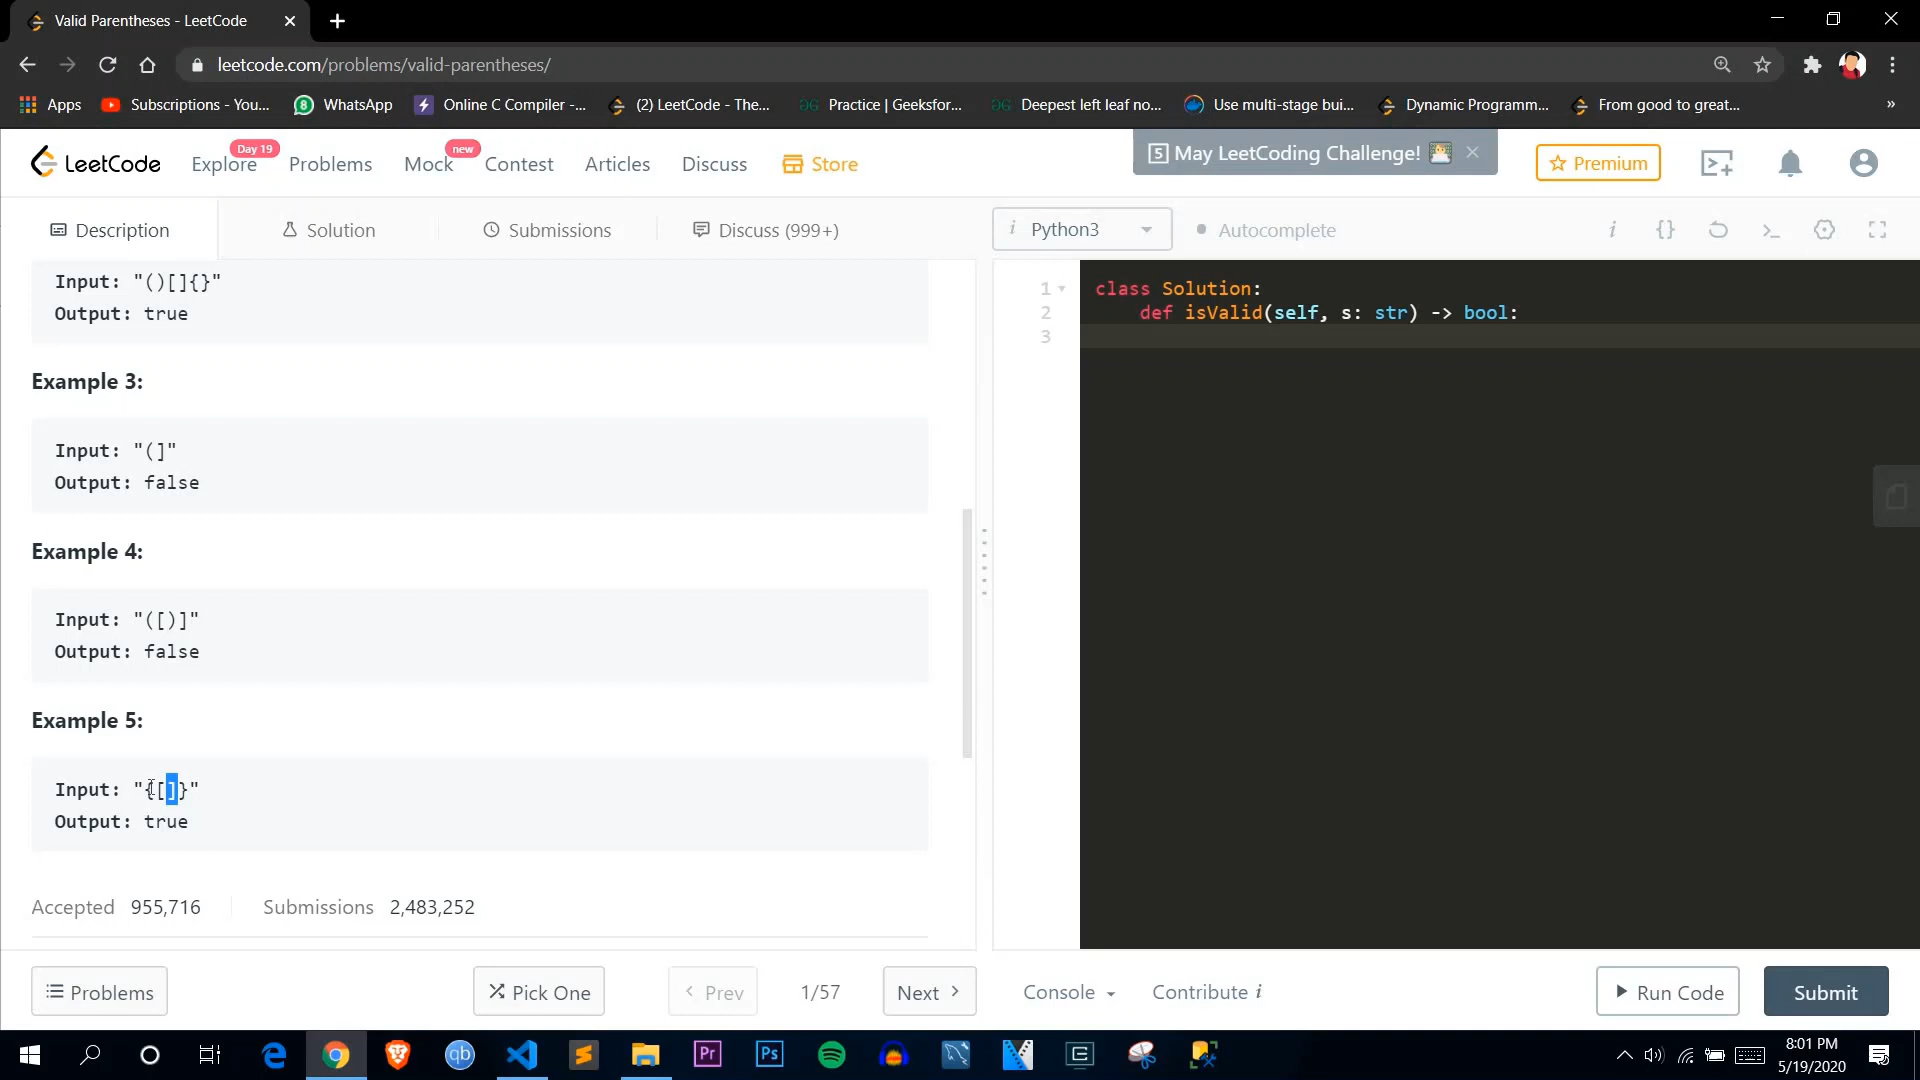 Valid Parentheses - LeetCode
leetcode.com/problems/valid-parentheses/
Apps Subscriptions - You... WhatsApp Online C Compiler -... (2) LeetCode - The... Practice | Geeksfor... Deepest left leaf no... Use multi-stage bui... Dynamic Programm... From good to great... »
LeetCode Explore Day 19 Problems Mock new Contest Articles Discuss Store 5 May LeetCoding Challenge! Premium
Description Solution Submissions Discuss (999+)
Python3 Autocomplete i {}
Input: "()[]{}"
Output: true
Example 3:
Input: "(]"
Output: false
Example 4:
Input: "([)]"
Output: false
Example 5:
Input: "{[]}"
Output: true
Accepted 955,716 Submissions 2,483,252
1 class Solution:
2 def isValid(self, s: str) -> bool:
3
Problems Pick One Prev 1/57 Next Console Contribute i Run Code Submit
qb Pr Ps
8:01 PM
5/19/2020